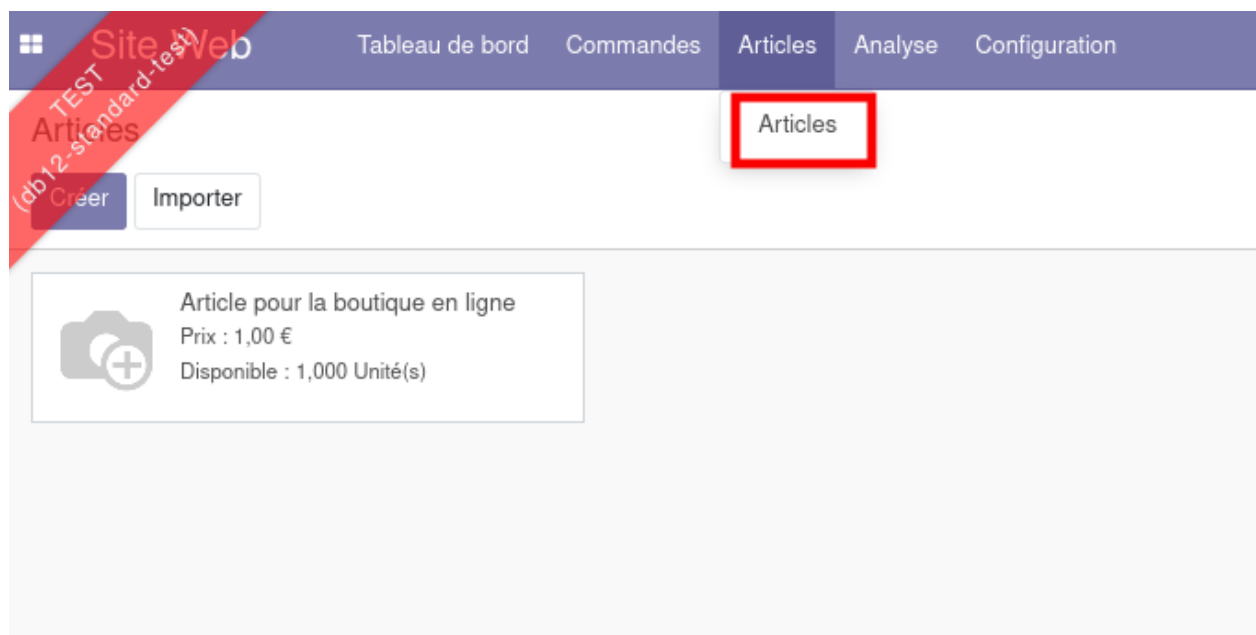 Site Web Tableau de bord Commandes Articles Analyse Configuration
TEST
(db12-standard-test)
Articles
Articles
Créer Importer
Article pour la boutique en ligne
Prix : 1,00 €
Disponible : 1,000 Unité(s)